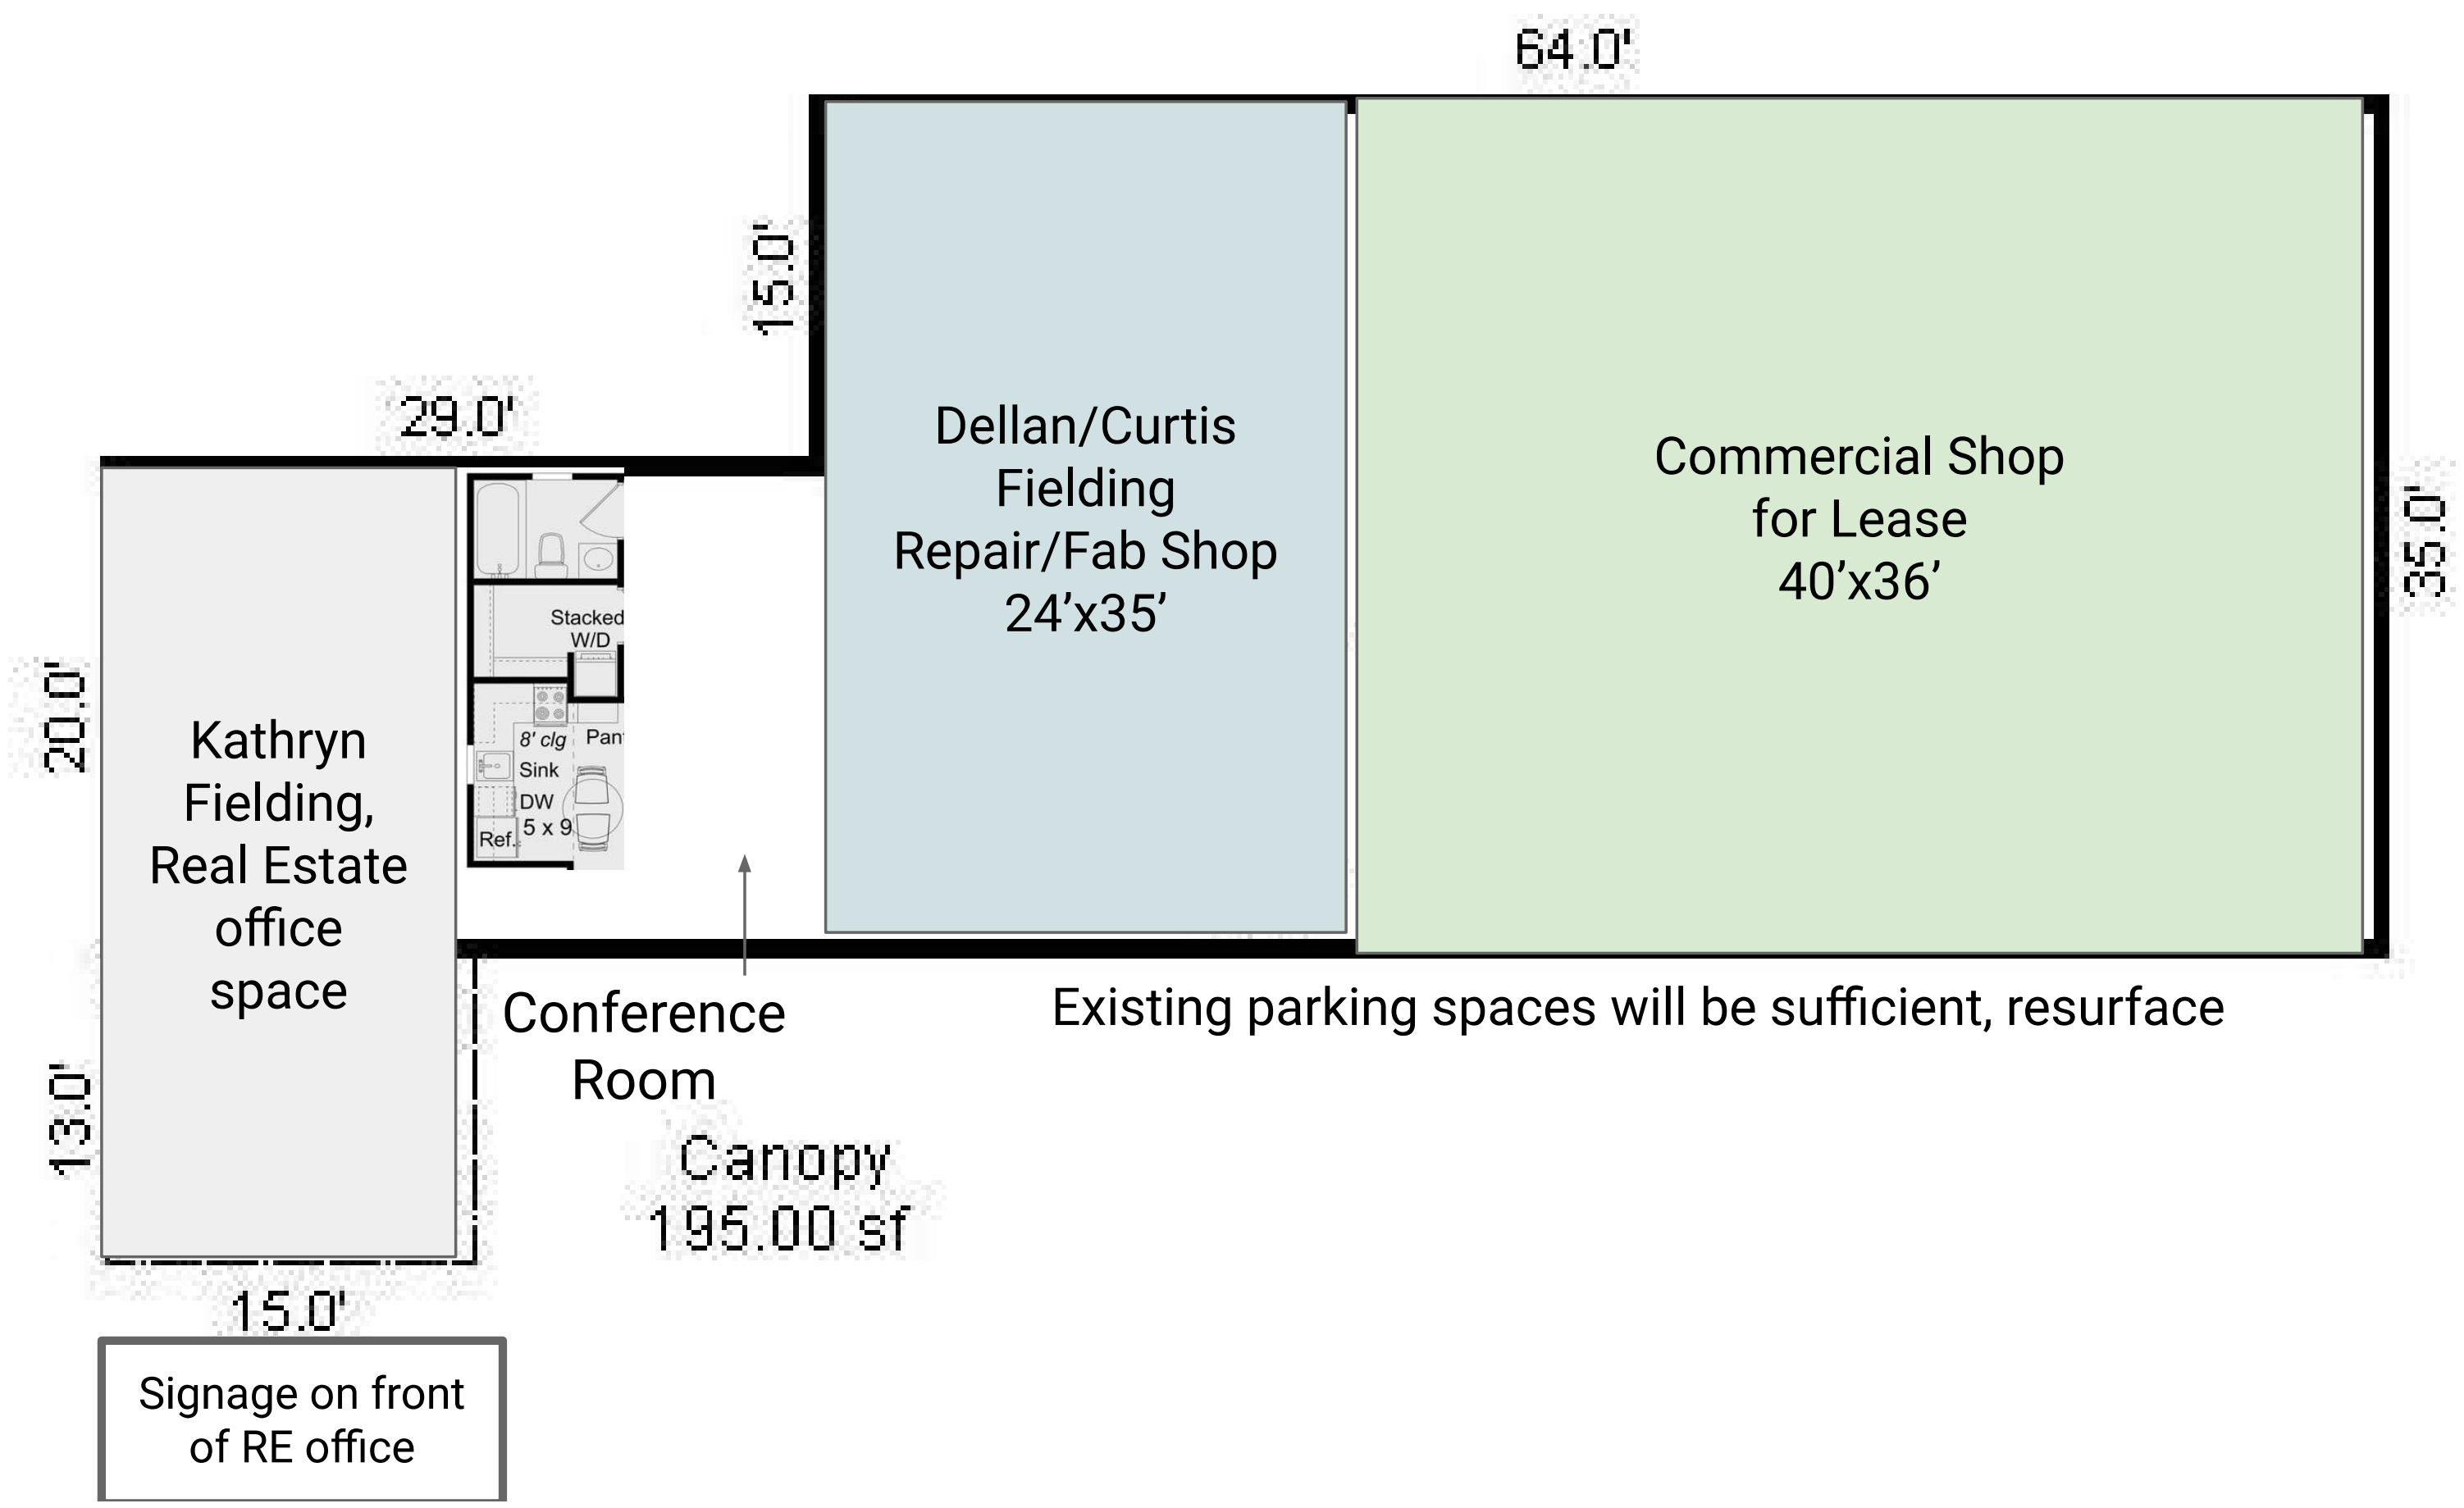 64.0'
15.0'
29.0'
Dellan/Curtis
Fielding
Repair/Fab Shop
24’x35’
Commercial Shop
for Lease
40’x36’
35.0'
20.0'
Stacked
W/D
8' clg
Sink
DW
5 x 9
Ref.
Kathryn
Fielding,
Real Estate
office
space
13.0'
Conference
Room
Existing parking spaces will be sufficient, resurface
Canopy
195.00 sf
15.0'
Signage on front
of RE office